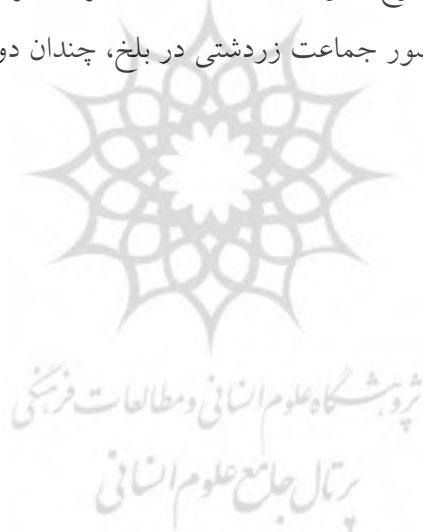 سور جماعت زردشتی در بلخ، چندان دو
پژوهشگاه علوم انسانی و مطالعات فرهنگی
پرتال جامع علوم انسانی